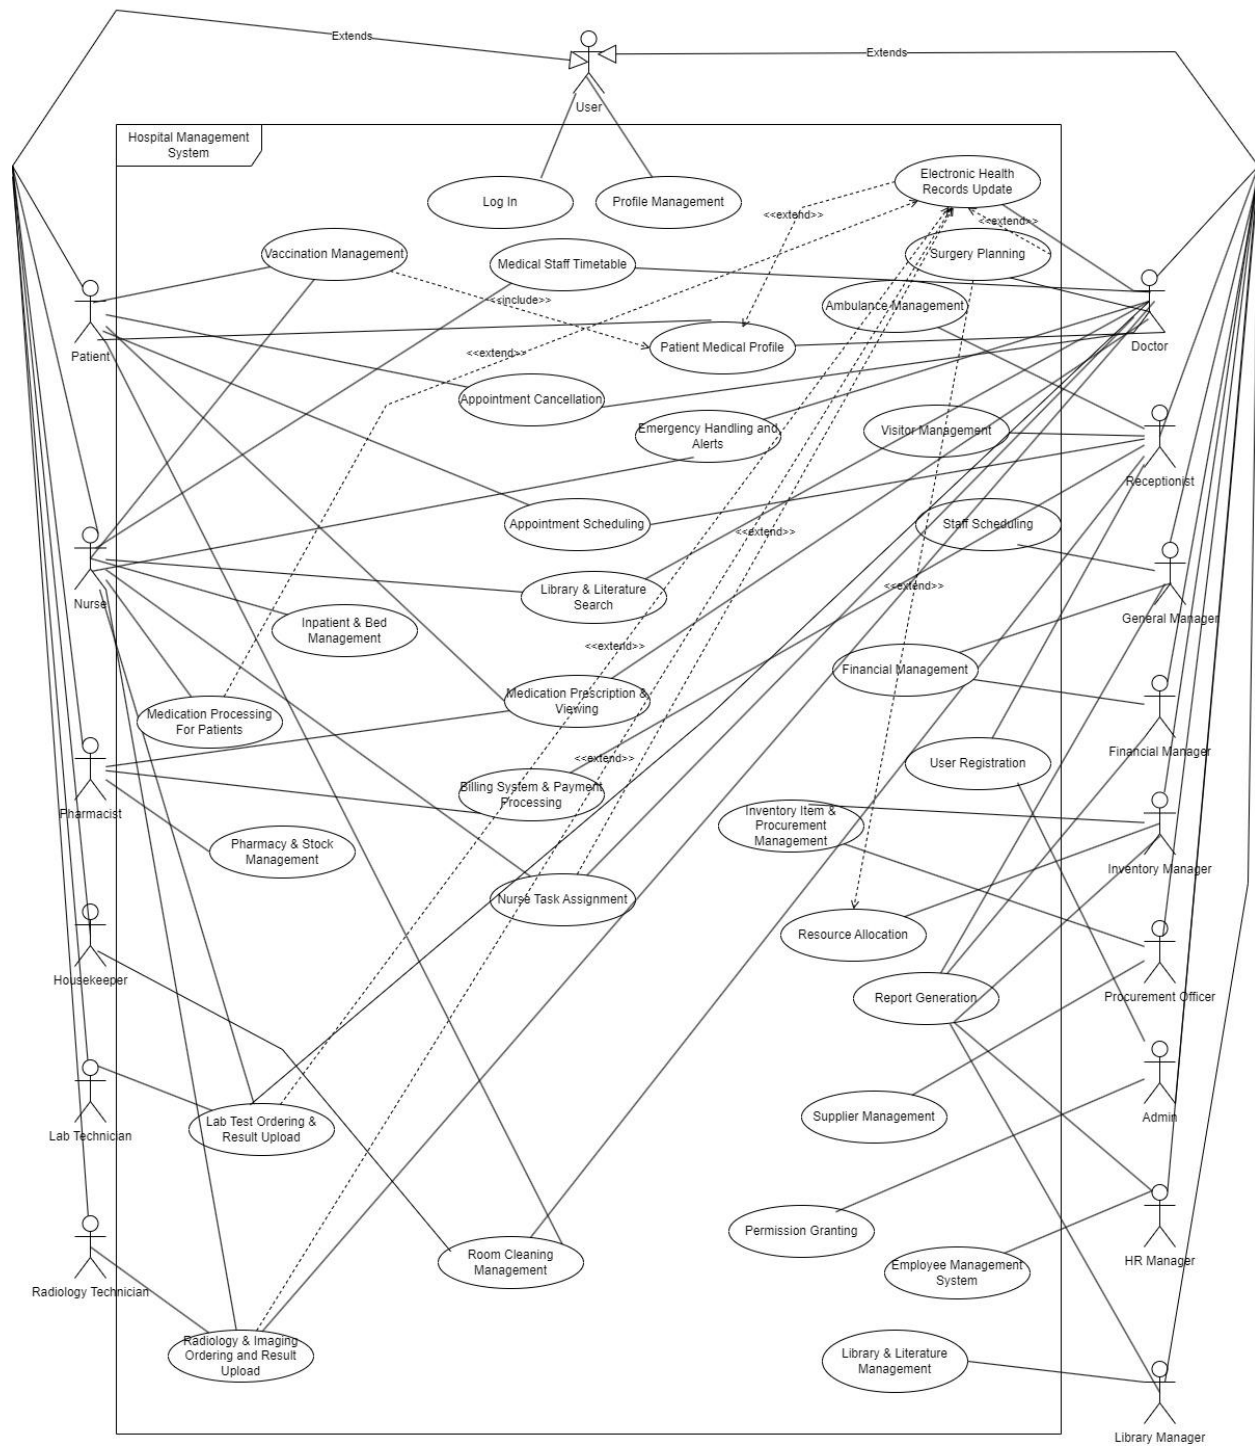 Extends
Extends
User
Hospital Management
System
Log In
Profile Management
Electronic Health
Records Update
<<extend>>
<<extend>>
Vaccination Management
Medical Staff Timetable
Surgery Planning
<<include>>
Ambulance Management
Patient
Patient Medical Profile
Doctor
<<extend>>
Appointment Cancellation
Emergency Handling and
Alerts
Visitor Management
Receptionist
Appointment Scheduling
Staff Scheduling
<<extend>>
<<extend>>
Nurse
Library & Literature
Search
General Manager
Inpatient & Bed
Management
<<extend>>
Financial Management
Medication Prescription &
Viewing
Medication Processing
For Patients
Financial Manager
<<extend>>
User Registration
Pharmacist
Billing System & Payment
Processing
Inventory Item &
Procurement
Management
Pharmacy & Stock
Management
Inventory Manager
Nurse Task Assignment
Resource Allocation
Housekeeper
Report Generation
Procurement Officer
Lab Technician
Lab Test Ordering &
Result Upload
Supplier Management
Admin
Permission Granting
Room Cleaning
Management
Employee Management
System
HR Manager
Radiology Technician
Radiology & Imaging
Ordering and Result
Upload
Library & Literature
Management
Library Manager